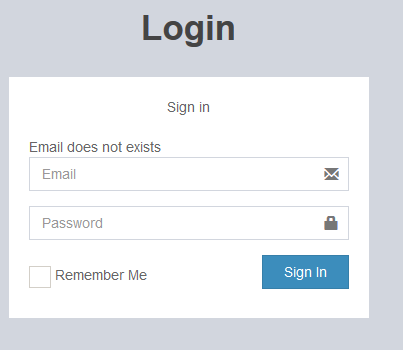 Login
Sign in
Email does not exists
Email
Password
Remember Me
Sign In